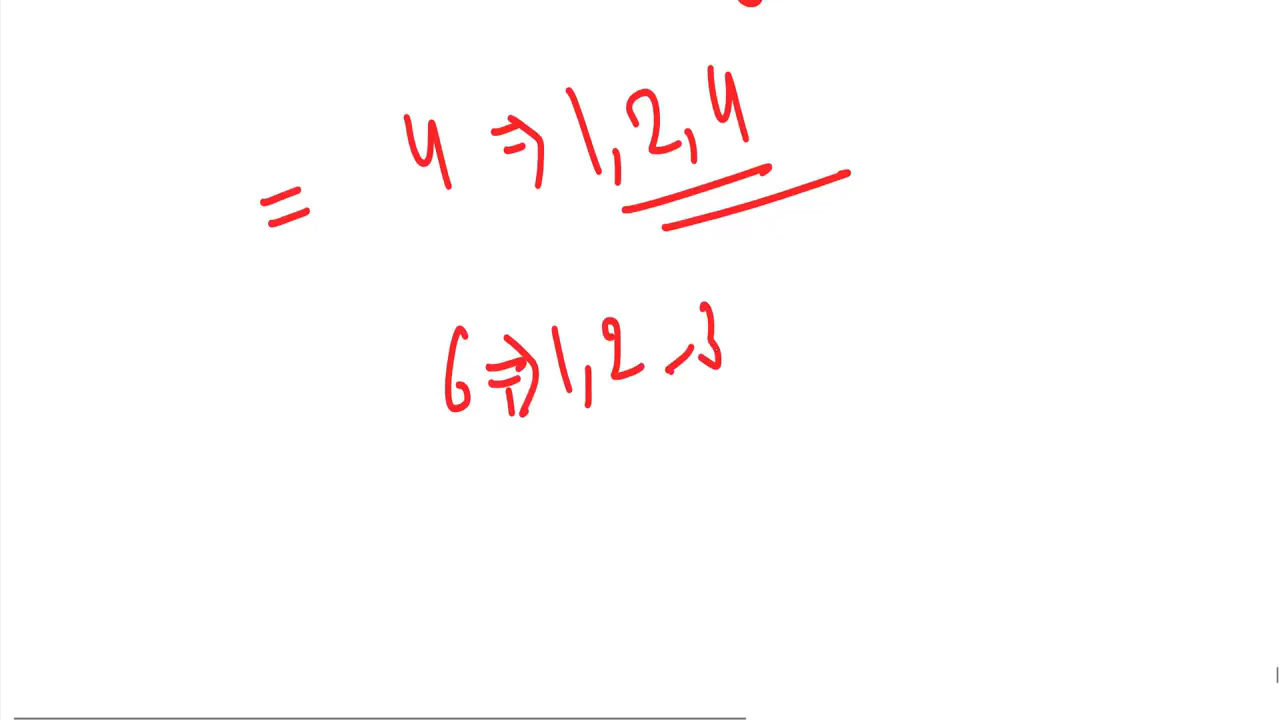 4 ⇒ 1, 2, 4
=
6 ⇒ 1, 2, 3